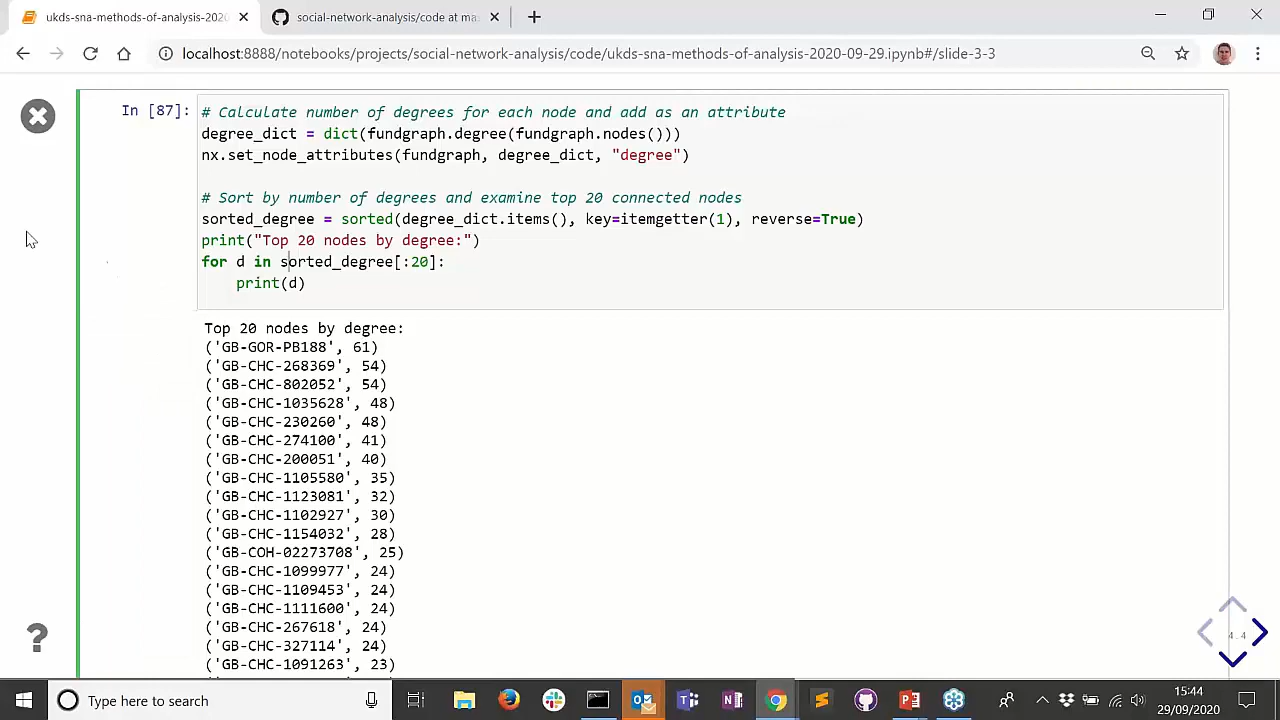 ukds-sna-methods-of-analysis-2020
social-network-analysis/code at ma
localhost:8888/notebooks/projects/social-network-analysis/code/ukds-sna-methods-of-analysis-2020-09-29.ipynb#/slide-3-3
In [87]:
# Calculate number of degrees for each node and add as an attribute
degree_dict = dict(fundgraph.degree(fundgraph.nodes()))
nx.set_node_attributes(fundgraph, degree_dict, "degree")
# Sort by number of degrees and examine top 20 connected nodes
sorted_degree = sorted(degree_dict.items(), key=itemgetter(1), reverse=True)
print("Top 20 nodes by degree:")
for d in sorted_degree[:20]:
print(d)
Top 20 nodes by degree:
('GB-GOR-PB188', 61)
('GB-CHC-268369', 54)
('GB-CHC-802052', 54)
('GB-CHC-1035628', 48)
('GB-CHC-230260', 48)
('GB-CHC-274100', 41)
('GB-CHC-200051', 40)
('GB-CHC-1105580', 35)
('GB-CHC-1123081', 32)
('GB-CHC-1102927', 30)
('GB-CHC-1154032', 28)
('GB-COH-02273708', 25)
('GB-CHC-1099977', 24)
('GB-CHC-1109453', 24)
('GB-CHC-1111600', 24)
('GB-CHC-267618', 24)
('GB-CHC-327114', 24)
('GB-CHC-1091263', 23)
?
4.4
Type here to search
15:44
29/09/2020